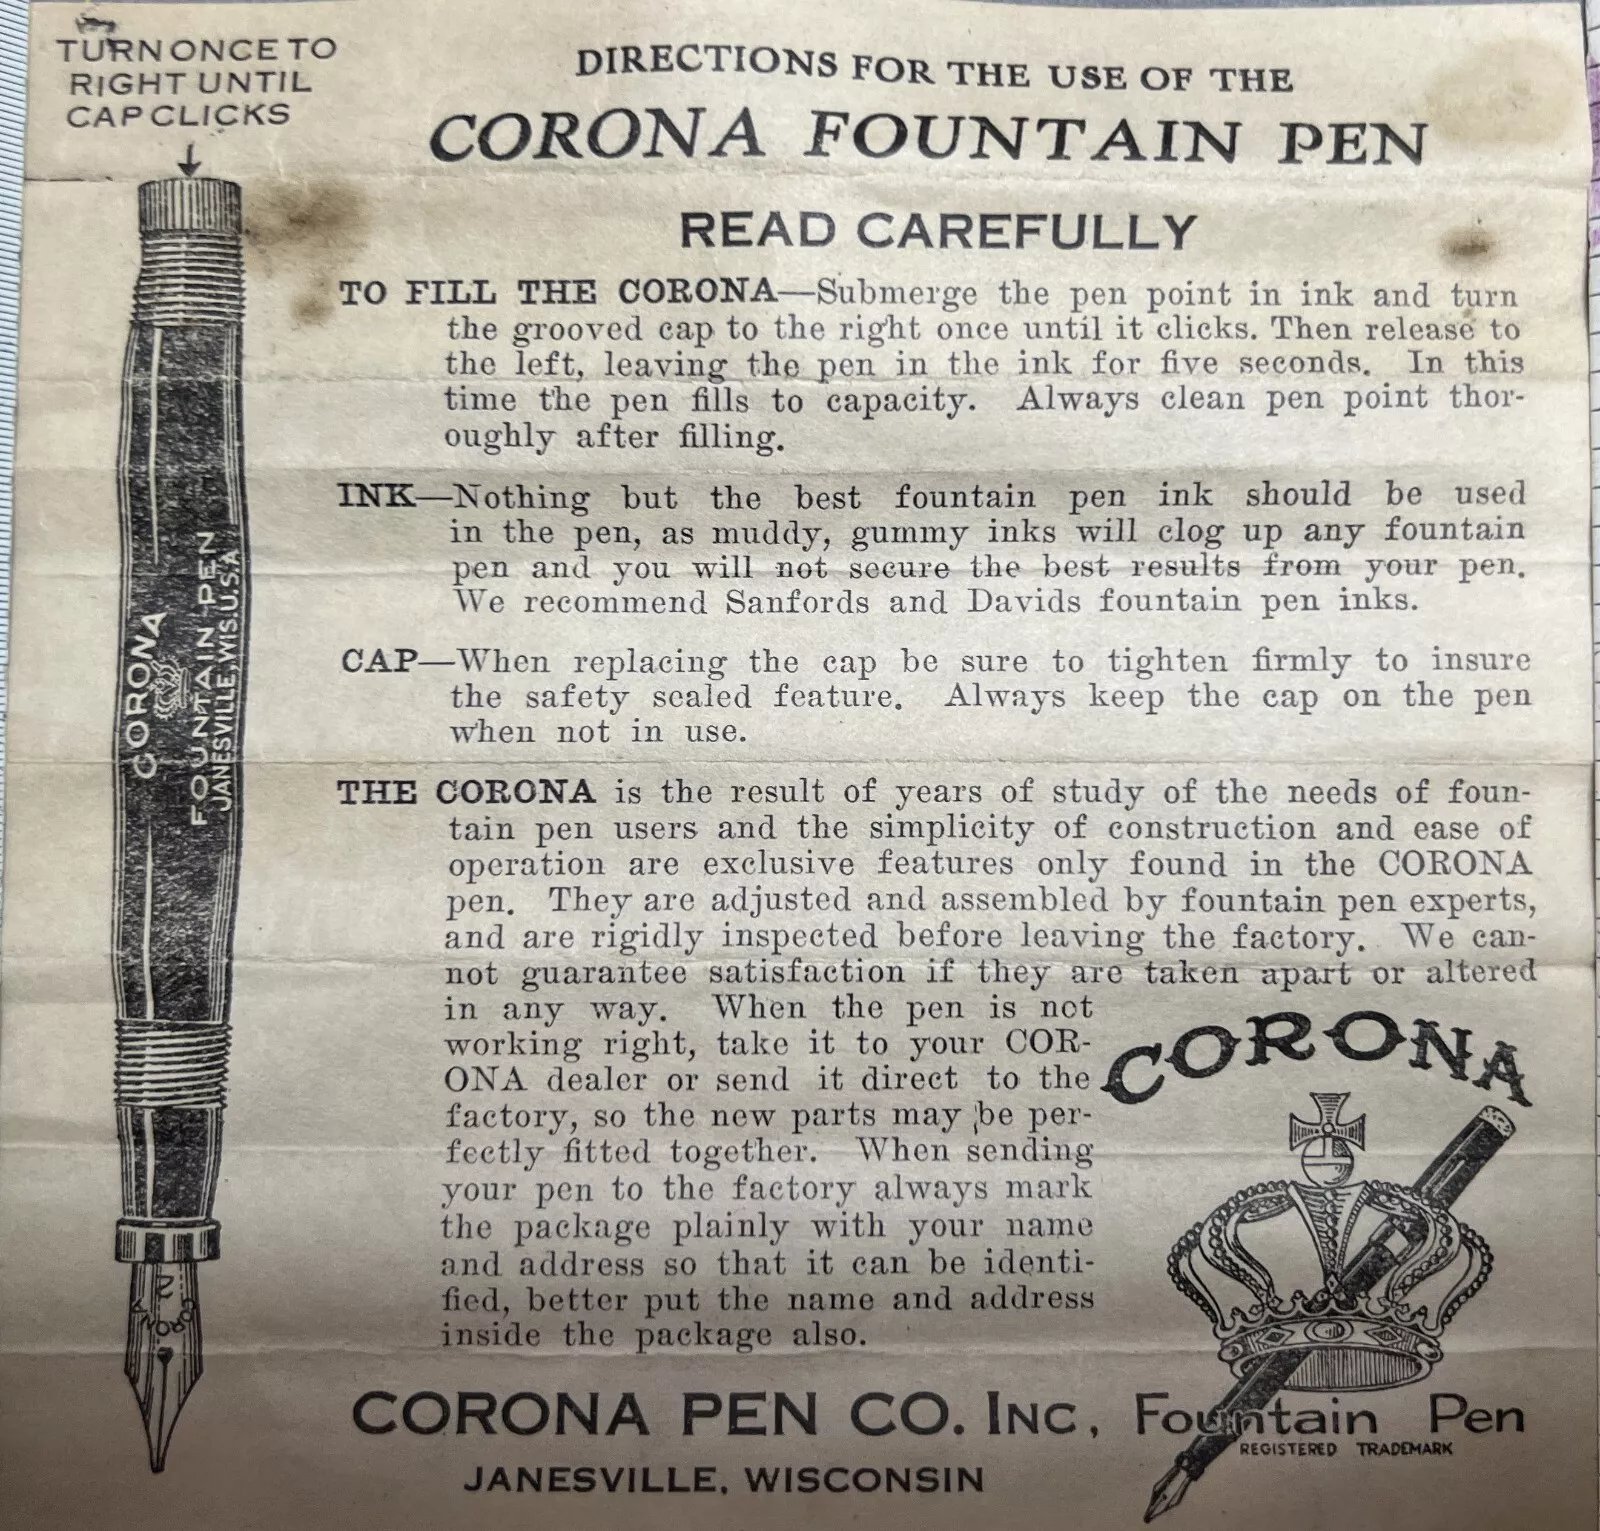 TURN ONCE TO
RIGHT UNTIL
CAP CLICKS
DIRECTIONS FOR THE USE OF THE
CORONA FOUNTAIN PEN
READ CAREFULLY
TO FILL THE CORONA—Submerge the pen point in ink and turn
the grooved cap to the right once until it clicks. Then release to
the left, leaving the pen in the ink for five seconds. In this
time the pen fills to capacity. Always clean pen point thor-
oughly after filling.
INK—Nothing but the best fountain pen ink should be used
in the pen, as muddy, gummy inks will clog up any fountain
pen and you will not secure the best results from your pen.
We recommend Sanfords and Davids fountain pen inks.
CAP—When replacing the cap be sure to tighten firmly to insure
the safety sealed feature. Always keep the cap on the pen
when not in use.
THE CORONA is the result of years of study of the needs of foun-
tain pen users and the simplicity of construction and ease of
operation are exclusive features only found in the CORONA
pen. They are adjusted and assembled by fountain pen experts,
and are rigidly inspected before leaving the factory. We can-
not guarantee satisfaction if they are taken apart or altered
in any way. When the pen is not
working right, take it to your COR-
ONA dealer or send it direct to the
factory, so the new parts may be per-
fectly fitted together. When sending
your pen to the factory always mark
the package plainly with your name
and address so that it can be identi-
fied, better put the name and address
inside the package also.
CORONA PEN CO. INC,
JANESVILLE, WISCONSIN
CORONA
Fountain Pen
REGISTERED TRADEMARK
CORONA
FOUNTAIN PEN
JANESVILLE, WIS. U.S.A
CORONA